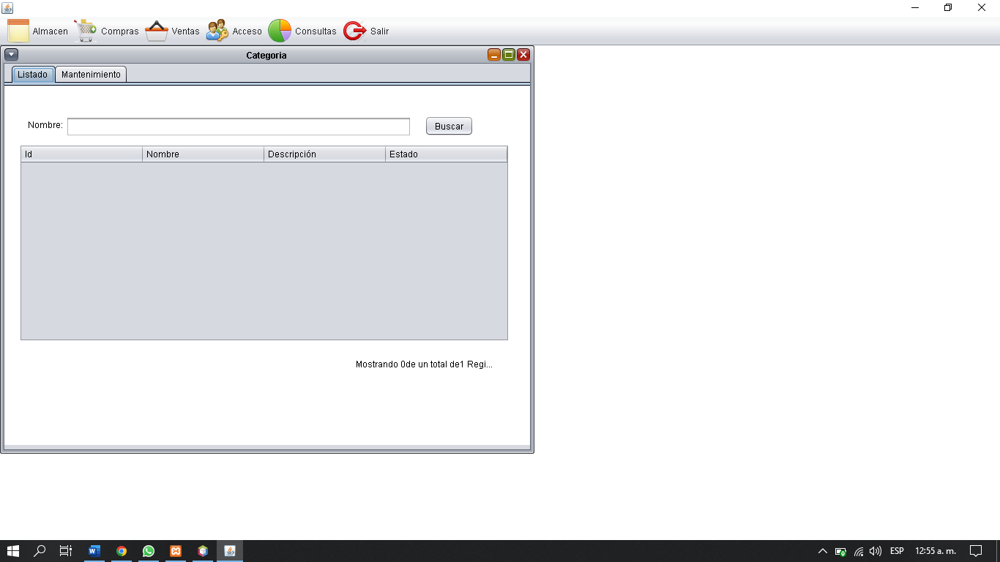 Almacen Compras Ventas Acceso Consultas Salir
Categoria
Listado Mantenimiento
Nombre: Buscar
Id Nombre Descripción Estado
Mostrando 0de un total de1 Regi...
W
ESP 12:55 a. m.